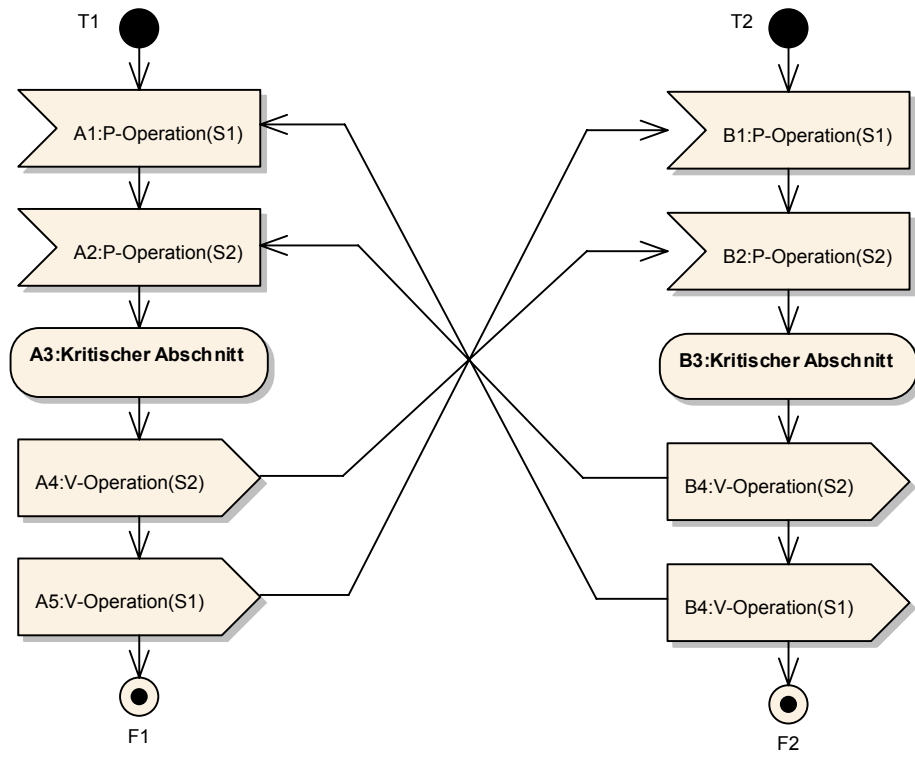 T1
A1:P-Operation(S1)
A2:P-Operation(S2)
A3:Kritischer Abschnitt
A4:V-Operation(S2)
A5:V-Operation(S1)
F1
T2
B1:P-Operation(S1)
B2:P-Operation(S2)
B3:Kritischer Abschnitt
B4:V-Operation(S2)
B4:V-Operation(S1)
F2